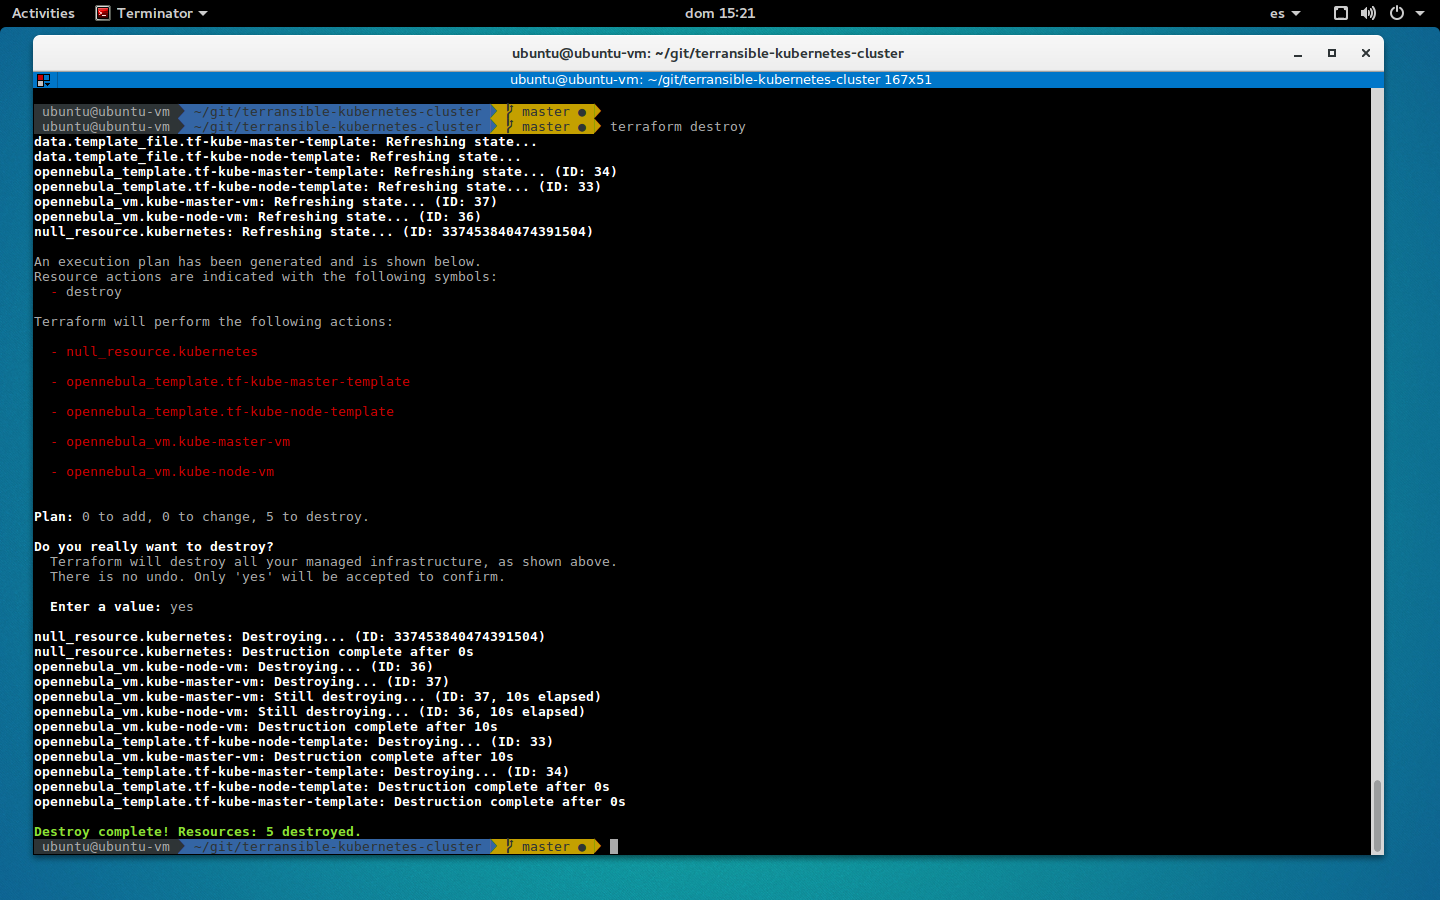 Activities Terminator dom 15:21 es
ubuntu@ubuntu-vm: ~/git/terransible-kubernetes-cluster
ubuntu@ubuntu-vm: ~/git/terransible-kubernetes-cluster 167x51
ubuntu@ubuntu-vm ~/git/terransible-kubernetes-cluster master ●
ubuntu@ubuntu-vm ~/git/terransible-kubernetes-cluster master ● terraform destroy
data.template_file.tf-kube-master-template: Refreshing state...
data.template_file.tf-kube-node-template: Refreshing state...
opennebula_template.tf-kube-master-template: Refreshing state... (ID: 34)
opennebula_template.tf-kube-node-template: Refreshing state... (ID: 33)
opennebula_vm.kube-master-vm: Refreshing state... (ID: 37)
opennebula_vm.kube-node-vm: Refreshing state... (ID: 36)
null_resource.kubernetes: Refreshing state... (ID: 337453840474391504)
An execution plan has been generated and is shown below.
Resource actions are indicated with the following symbols:
- destroy
Terraform will perform the following actions:
- null_resource.kubernetes
- opennebula_template.tf-kube-master-template
- opennebula_template.tf-kube-node-template
- opennebula_vm.kube-master-vm
- opennebula_vm.kube-node-vm
Plan: 0 to add, 0 to change, 5 to destroy.
Do you really want to destroy?
Terraform will destroy all your managed infrastructure, as shown above.
There is no undo. Only 'yes' will be accepted to confirm.
Enter a value: yes
null_resource.kubernetes: Destroying... (ID: 337453840474391504)
null_resource.kubernetes: Destruction complete after 0s
opennebula_vm.kube-node-vm: Destroying... (ID: 36)
opennebula_vm.kube-master-vm: Destroying... (ID: 37)
opennebula_vm.kube-master-vm: Still destroying... (ID: 37, 10s elapsed)
opennebula_vm.kube-node-vm: Still destroying... (ID: 36, 10s elapsed)
opennebula_vm.kube-node-vm: Destruction complete after 10s
opennebula_template.tf-kube-node-template: Destroying... (ID: 33)
opennebula_vm.kube-master-vm: Destruction complete after 10s
opennebula_template.tf-kube-master-template: Destroying... (ID: 34)
opennebula_template.tf-kube-node-template: Destruction complete after 0s
opennebula_template.tf-kube-master-template: Destruction complete after 0s
Destroy complete! Resources: 5 destroyed.
ubuntu@ubuntu-vm ~/git/terransible-kubernetes-cluster master ●